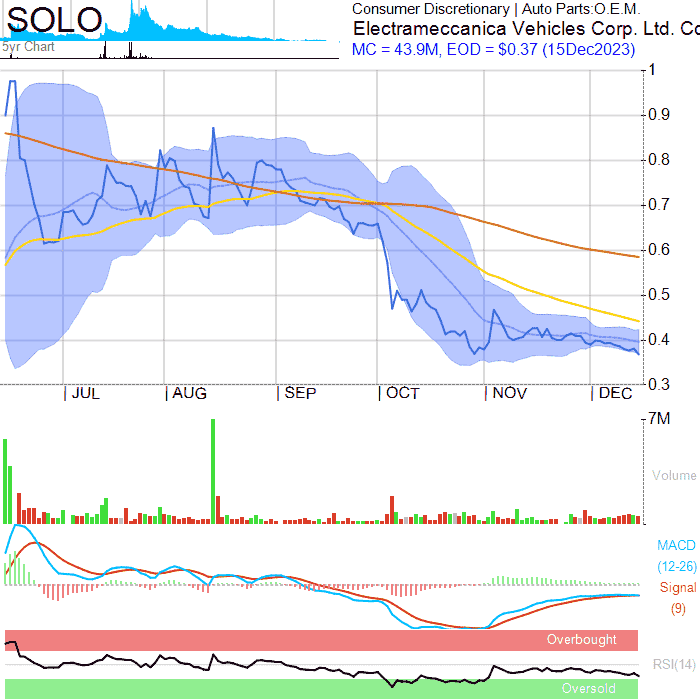 SOLO
5yr Chart
Consumer Discretionary | Auto Parts:O.E.M.
Electrameccanica Vehicles Corp. Ltd. Co
MC = 43.9M, EOD = $0.37 (15Dec2023)
1
0.9
0.8
0.7
0.6
0.5
0.4
0.3
JUL AUG SEP OCT NOV DEC
7M
Volume
MACD
(12-26)
Signal
(9)
Overbought
RSI(14)
Oversold